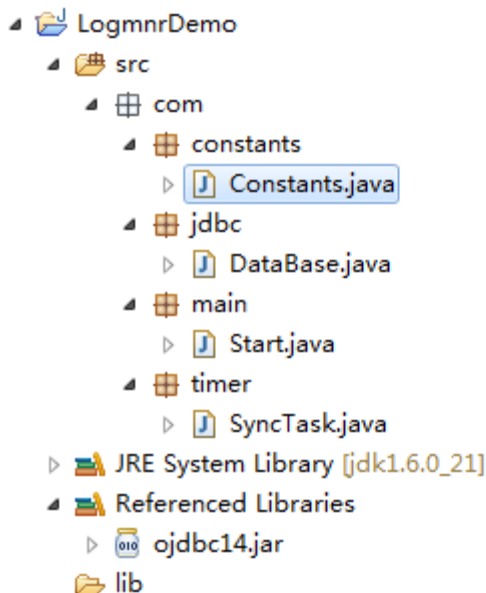 LogmnrDemo
src
com
constants
Constants.java
jdbc
DataBase.java
main
Start.java
timer
SyncTask.java
JRE System Library [jdk1.6.0_21]
Referenced Libraries
ojdbc14.jar
lib